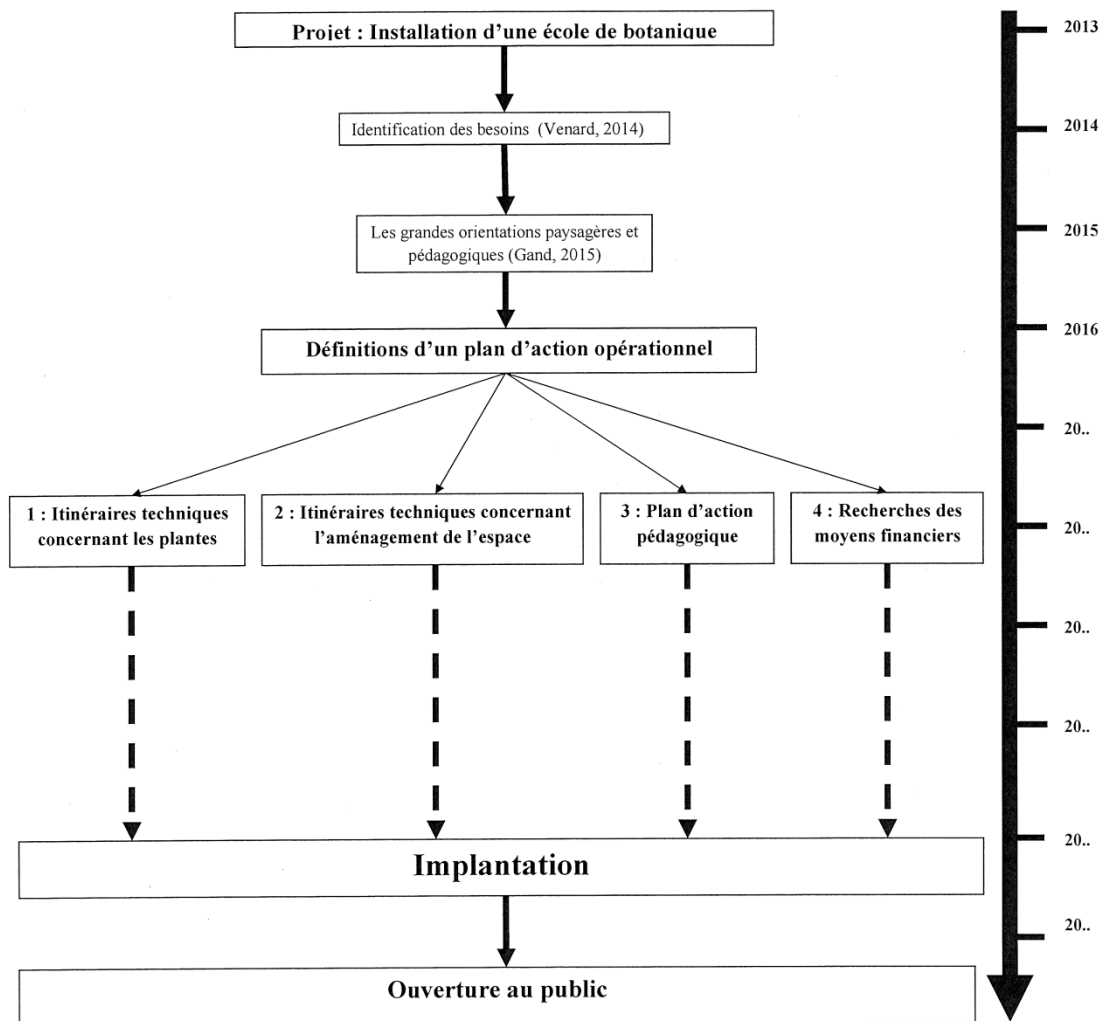 Projet : Installation d'une école de botanique
Identification des besoins (Venard, 2014)
Les grandes orientations paysagères et
pédagogiques (Gand, 2015)
Définitions d'un plan d'action opérationnel
1 : Itinéraires techniques
concernant les plantes
2 : Itinéraires techniques concernant
l'aménagement de l'espace
3 : Plan d'action
pédagogique
4 : Recherches des
moyens financiers
Implantation
Ouverture au public
2013
2014
2015
2016
20..
20..
20..
20..
20..
20..